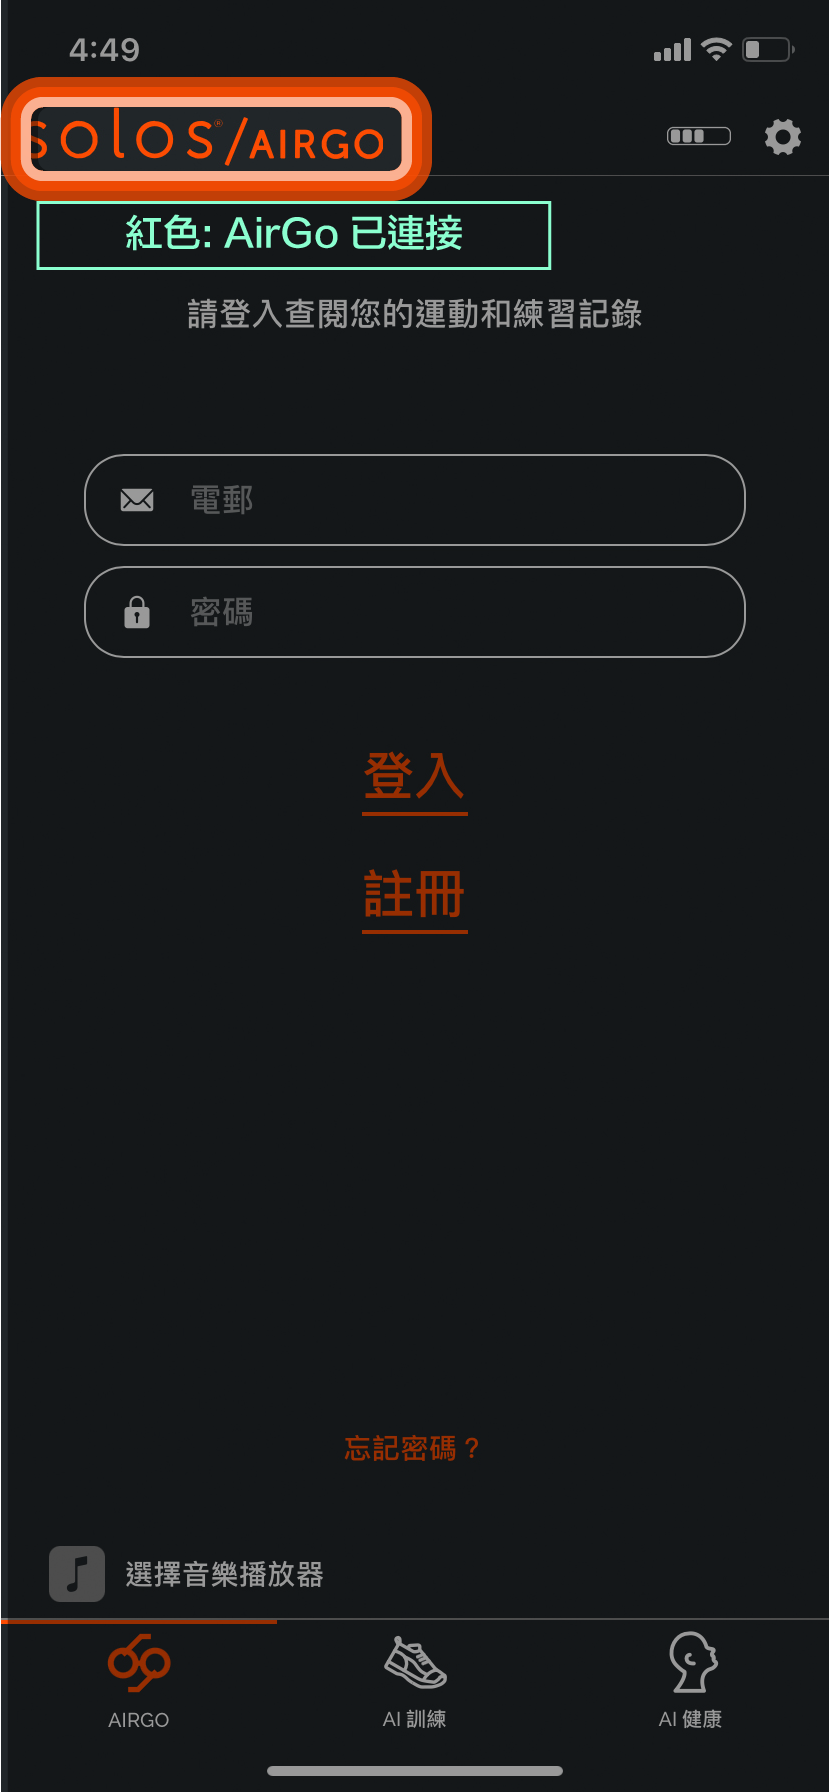 4:49
solos®/AIRGO
紅色: AirGo 已連接
請登入查閱您的運動和練習記錄
電郵
密碼
登入
註冊
忘記密碼？
選擇音樂播放器
AIRGO
AI 訓練
AI 健康